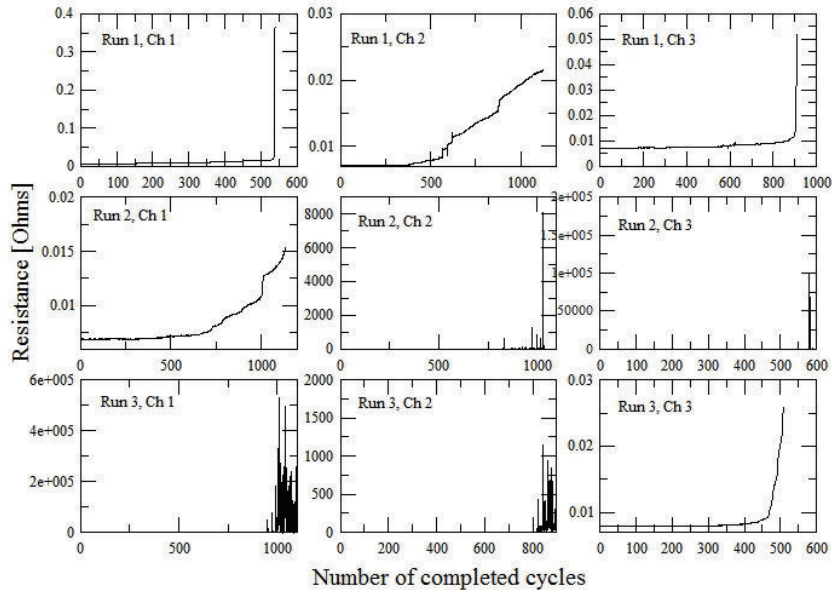 Resistance [Ohms]
0.4
0.3
0.2
0.1
0
Run 1, Ch 1
0 100 200 300 400 500 600
0.03
0.02
0.01
Run 1, Ch 2
0 500 1000
0.06
0.05
0.04
0.03
0.02
0.01
0
Run 1, Ch 3
0 200 400 600 800 1000
0.02
0.015
0.01
Run 2, Ch 1
0 500 1000
8000
6000
4000
2000
0
Run 2, Ch 2
0 500 1000
2e+005
1e+005
50000
0
Run 2, Ch 3
0 100 200 300 400 500 600
6e+005
4e+005
2e+005
0
Run 3, Ch 1
0 500 1000
2000
1500
1000
500
0
Run 3, Ch 2
0 200 400 600 800
0.03
0.02
0.01
Run 3, Ch 3
0 100 200 300 400 500 600
Number of completed cycles